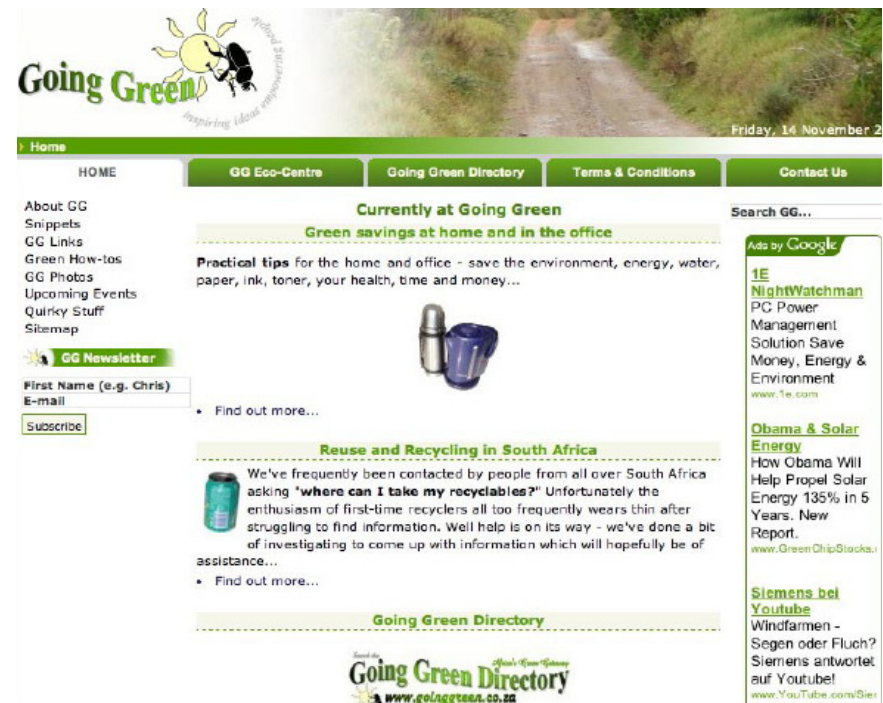 Going Green
inspiring ideas empowering people
Friday, 14 November 2
Home
HOME
GG Eco-Centre
Going Green Directory
Terms & Conditions
Contact Us
About GG
Snippets
GG Links
Green How-tos
GG Photos
Upcoming Events
Quirky Stuff
Sitemap
GG Newsletter
First Name (e.g. Chris)
E-mail
Subscribe
Currently at Going Green
Green savings at home and in the office
Practical tips for the home and office - save the environment, energy, water,
paper, ink, toner, your health, time and money...
• Find out more...
Reuse and Recycling in South Africa
We've frequently been contacted by people from all over South Africa
asking "where can I take my recyclables?" Unfortunately the
enthusiasm of first-time recyclers all too frequently wears thin after
struggling to find information. Well help is on its way - we've done a bit
of investigating to come up with information which will hopefully be of
assistance...
• Find out more...
Going Green Directory
Search the
Africa's Green Gateway
Going Green Directory
www.goinggreen.co.za
Search GG...
Ads by Google
1E
NightWatchman
PC Power
Management
Solution Save
Money, Energy &
Environment
www.1e.com
Obama & Solar
Energy
How Obama Will
Help Propel Solar
Energy 135% in 5
Years. New
Report.
www.GreenChipStocks.
Siemens bei
Youtube
Windfarmen -
Segen oder Fluch?
Siemens antwortet
auf Youtube!
www.YouTube.com/Sie